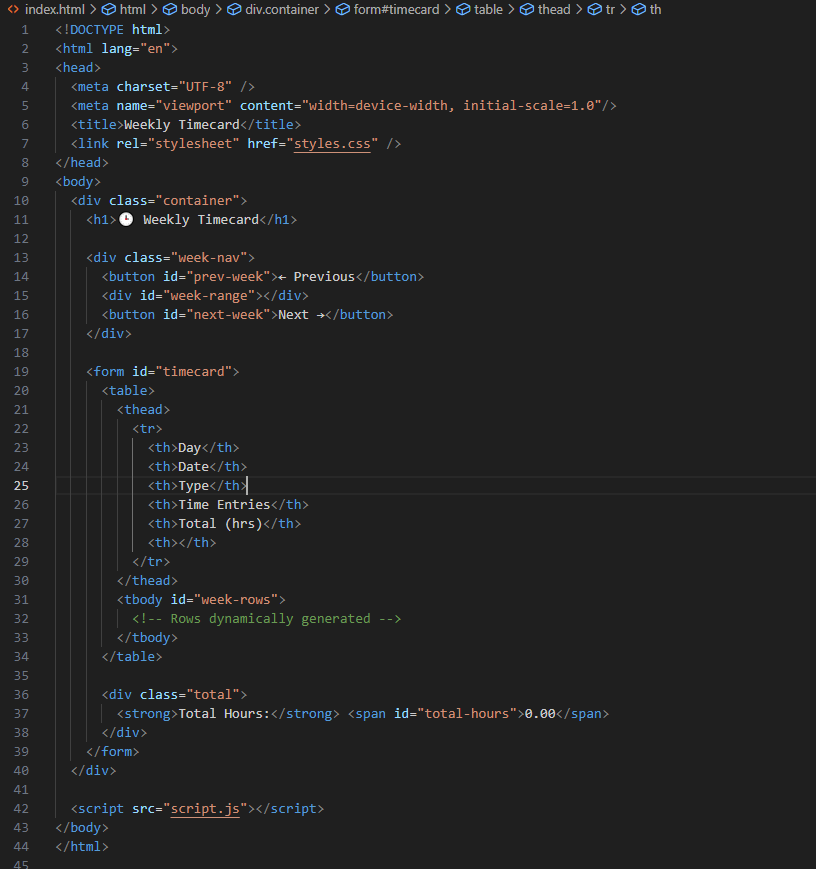 index.html > html > body > div.container > form#timecard > table > thead > tr > th
1 <!DOCTYPE html>
2 <html lang="en">
3 <head>
4   <meta charset="UTF-8" />
5   <meta name="viewport" content="width=device-width, initial-scale=1.0"/>
6   <title>Weekly Timecard</title>
7   <link rel="stylesheet" href="styles.css" />
8 </head>
9 <body>
10   <div class="container">
11     <h1>🕒 Weekly Timecard</h1>
12
13     <div class="week-nav">
14       <button id="prev-week">← Previous</button>
15       <div id="week-range"></div>
16       <button id="next-week">Next →</button>
17     </div>
18
19     <form id="timecard">
20       <table>
21         <thead>
22           <tr>
23             <th>Day</th>
24             <th>Date</th>
25             <th>Type</th>
26             <th>Time Entries</th>
27             <th>Total (hrs)</th>
28             <th></th>
29           </tr>
30         </thead>
31         <tbody id="week-rows">
32           <!-- Rows dynamically generated -->
33         </tbody>
34       </table>
35
36       <div class="total">
37         <strong>Total Hours:</strong> <span id="total-hours">0.00</span>
38       </div>
39     </form>
40   </div>
41
42   <script src="script.js"></script>
43 </body>
44 </html>
45